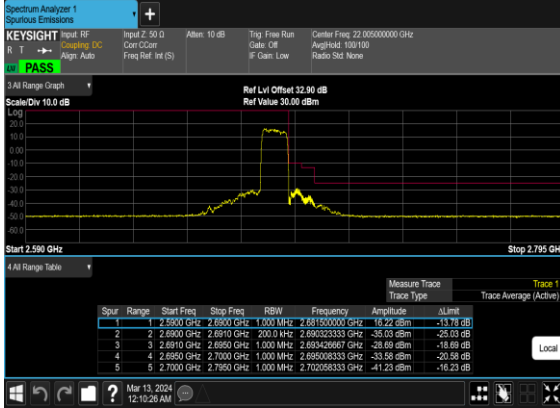 Spectrum Analyzer 1
Spurious Emissions
+
KEYSIGHT Input: RF Input Z: 50 Ω Atten: 10 dB Trig: Free Run Center Freq: 22.005000000 GHz
R T Coupling: DC Corr CCorr Gate: Off Avg|Hold: 100/100
Align: Auto Freq Ref: Int (S) IF Gain: Low Radio Std: None
PASS
3.All Range Graph
Ref Lvl Offset 32.90 dB
Scale/Div 10.0 dB Ref Value 30.00 dBm
Log
20.0
10.0
0.00
-10.0
-20.0
-30.0
-40.0
-50.0
-60.0
Start 2.590 GHz Stop 2.795 GHz
4.All Range Table
Measure Trace Trace 1
Trace Type Trace Average (Active)
Spur Range Start Freq Stop Freq RBW Frequency Amplitude ΔLimit
1 1 2.5900 GHz 2.6900 GHz 1.000 MHz 2.681500000 GHz 16.22 dBm -13.78 dB
2 2 2.6900 GHz 2.6910 GHz 200.0 kHz 2.690323333 GHz -35.03 dBm -25.03 dB
3 3 2.6910 GHz 2.6950 GHz 1.000 MHz 2.693426667 GHz -28.69 dBm -18.69 dB
4 4 2.6950 GHz 2.7000 GHz 1.000 MHz 2.695008333 GHz -33.58 dBm -20.58 dB
5 5 2.7000 GHz 2.7950 GHz 1.000 MHz 2.702058333 GHz -41.23 dBm -16.23 dB
Local
? Mar 13, 2024
12:10:26 AM